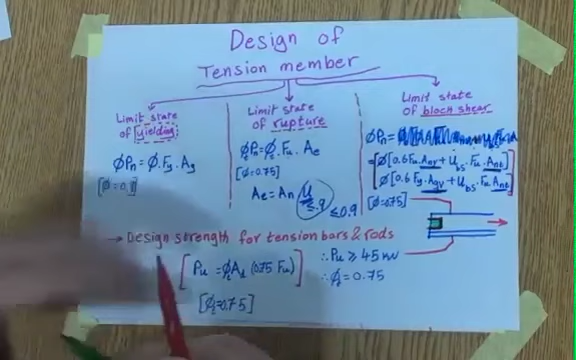 Design of
Tension member
Limit state
of yielding
ØPn = Ø.Fy.Ag
Limit state
of rupture
ØtPn = Øt.Fu.Ae
[Ø=0.75]
Ae = An U
≤.9
≤0.9
Limit state
of block shear
ØPn =
= Ø[0.6Fu.Anv + Ubs.Fu.Ant]
Ø[0.6Fy.Agv + Ubs.Fu.Ant]
[Ø=0.75]
→ Design strength for tension bars & rods
[Pu = ØtAd (0.75 Fu)]
[Øt=0.75]
∴ Pu ≥ 45 kN
∴ Øt = 0.75